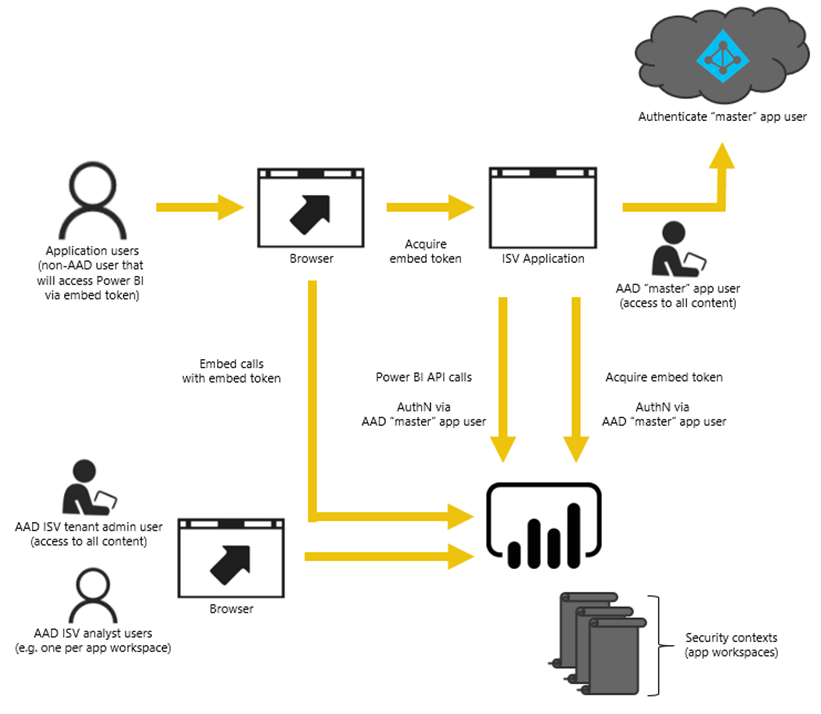 Authenticate “master” app user
Application users
(non-AAD user that
will access Power BI
via embed token)
Browser
Acquire
embed token
ISV Application
AAD “master” app user
(access to all content)
Embed calls
with embed token
Power BI API calls
AuthN via
AAD “master” app user
Acquire embed token
AuthN via
AAD “master” app user
AAD ISV tenant admin user
(access to all content)
Browser
AAD ISV analyst users
(e.g. one per app workspace)
Security contexts
(app workspaces)